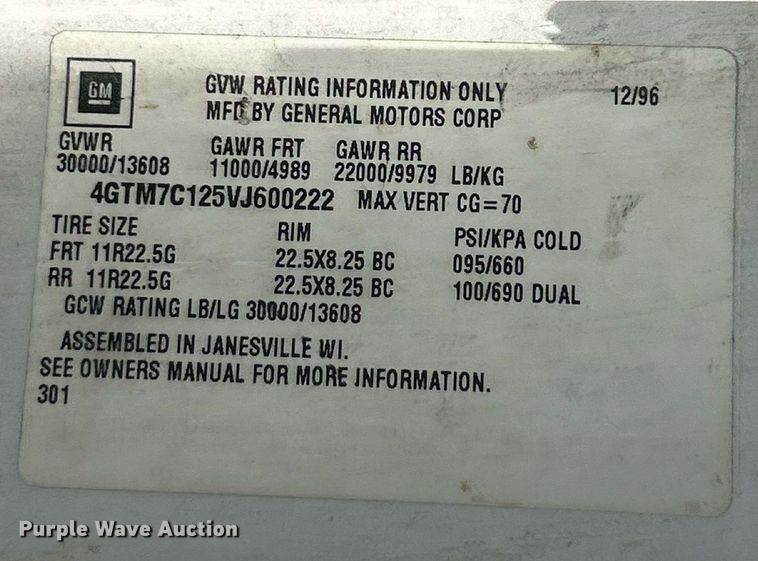 GM
GVW RATING INFORMATION ONLY 12/96
MFD BY GENERAL MOTORS CORP
GVWR GAWR FRT GAWR RR
30000/13608 11000/4989 22000/9979 LB/KG
4GTM7C125VJ600222 MAX VERT CG=70
TIRE SIZE RIM PSI/KPA COLD
FRT 11R22.5G 22.5X8.25 BC 095/660
RR 11R22.5G 22.5X8.25 BC 100/690 DUAL
GCW RATING LB/LG 30000/13608
ASSEMBLED IN JANESVILLE WI.
SEE OWNERS MANUAL FOR MORE INFORMATION.
301
Purple Wave Auction